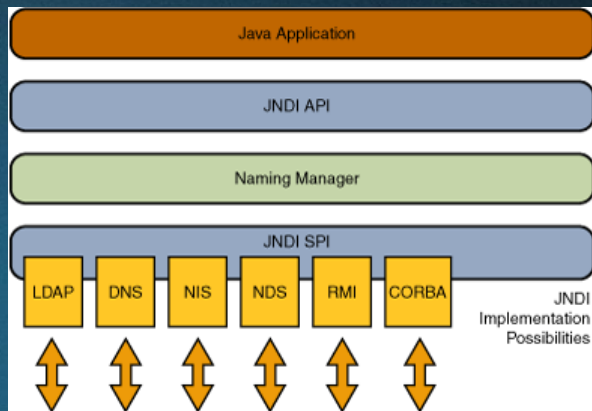 Java Application
JNDI API
Naming Manager
JNDI SPI
LDAP
DNS
NIS
NDS
RMI
CORBA
JNDI
Implementation
Possibilities